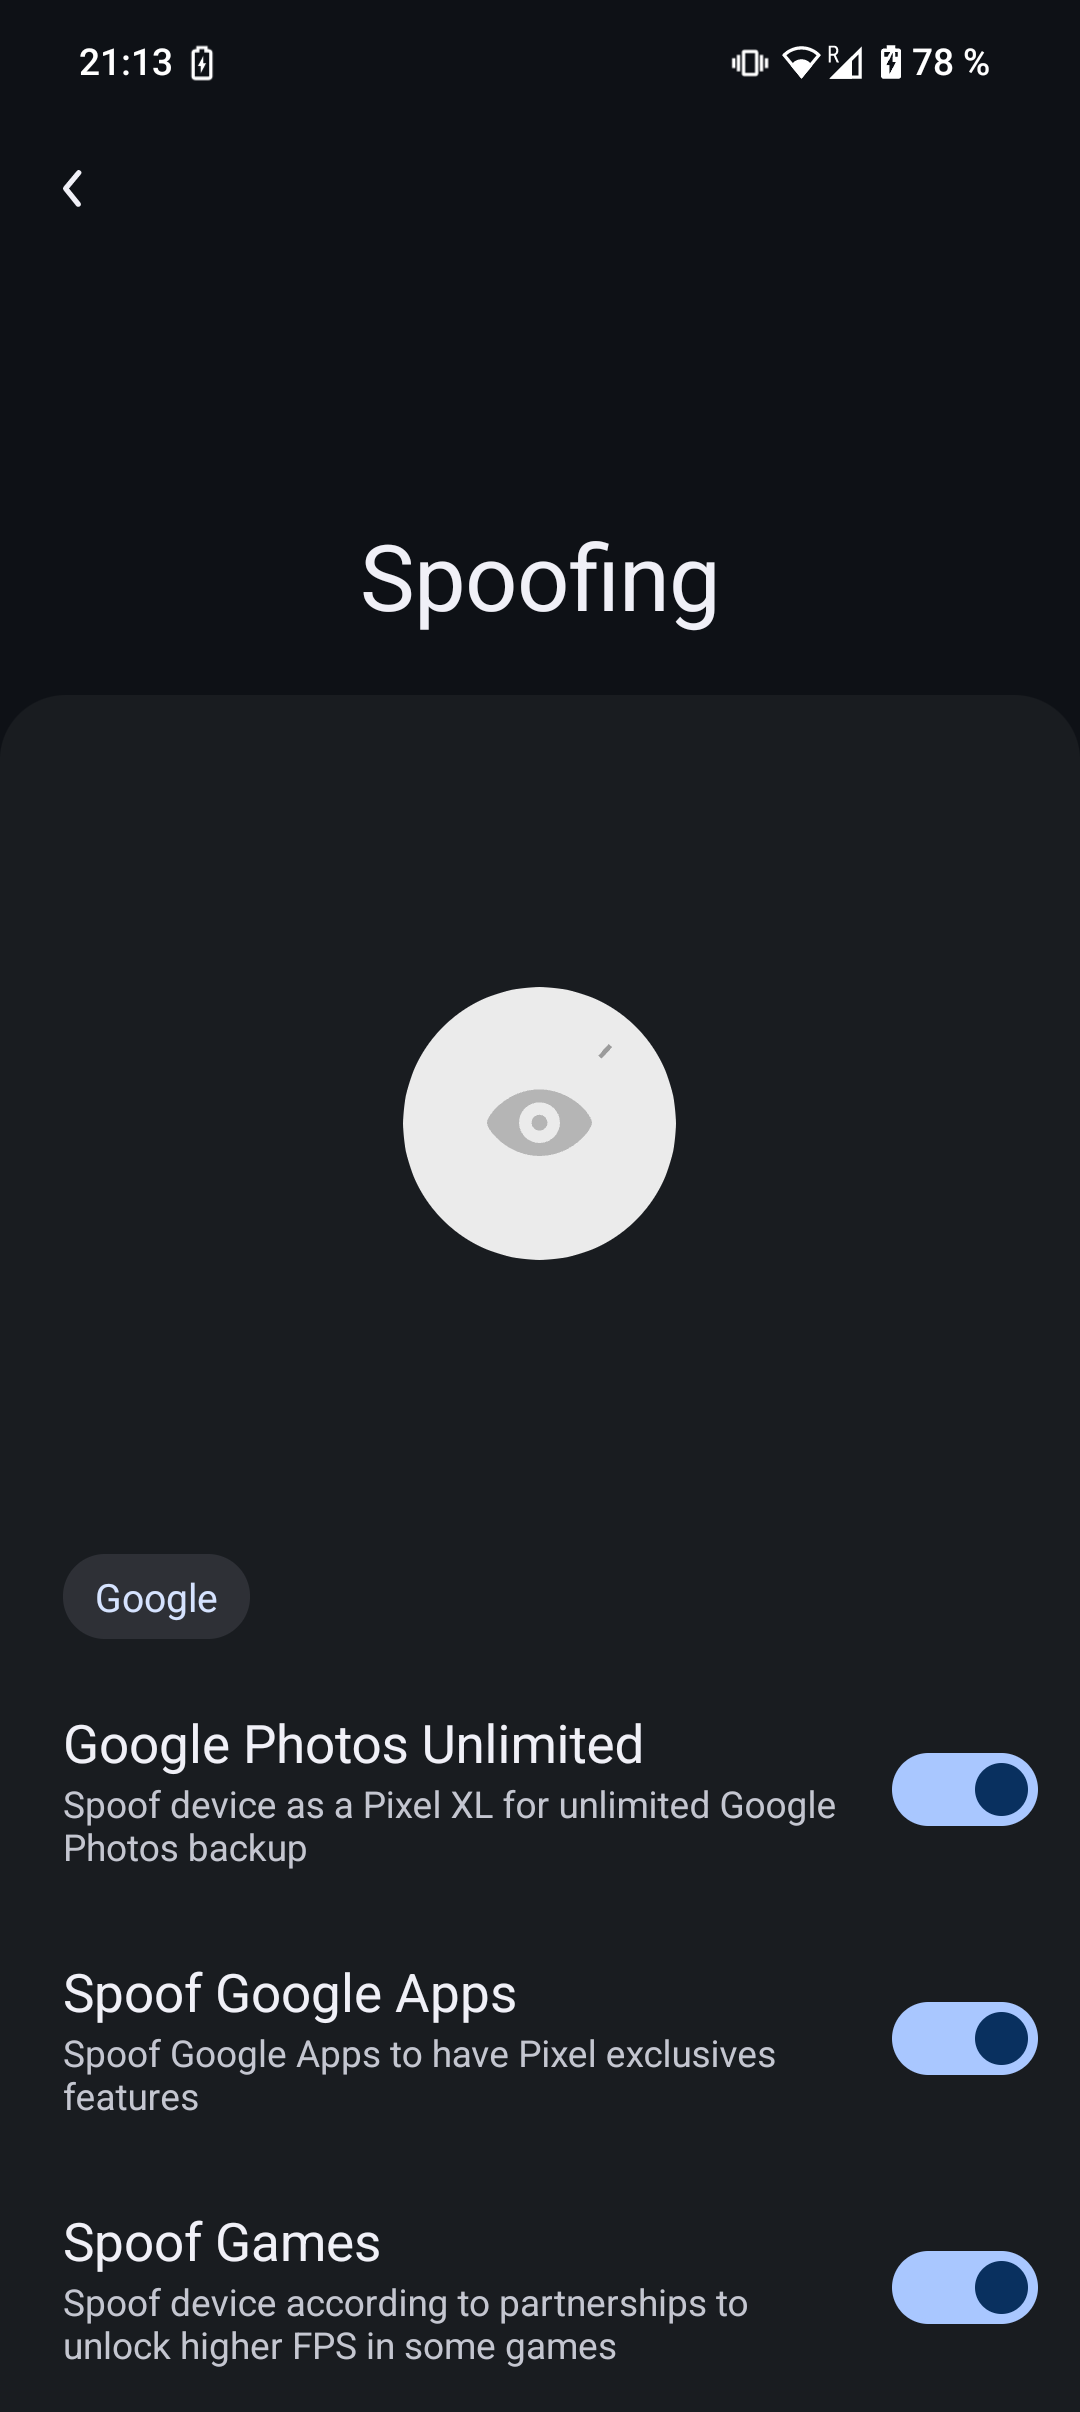 21:13
R
78 %
Spoofing
Google
Google Photos Unlimited
Spoof device as a Pixel XL for unlimited Google
Photos backup
Spoof Google Apps
Spoof Google Apps to have Pixel exclusives
features
Spoof Games
Spoof device according to partnerships to
unlock higher FPS in some games